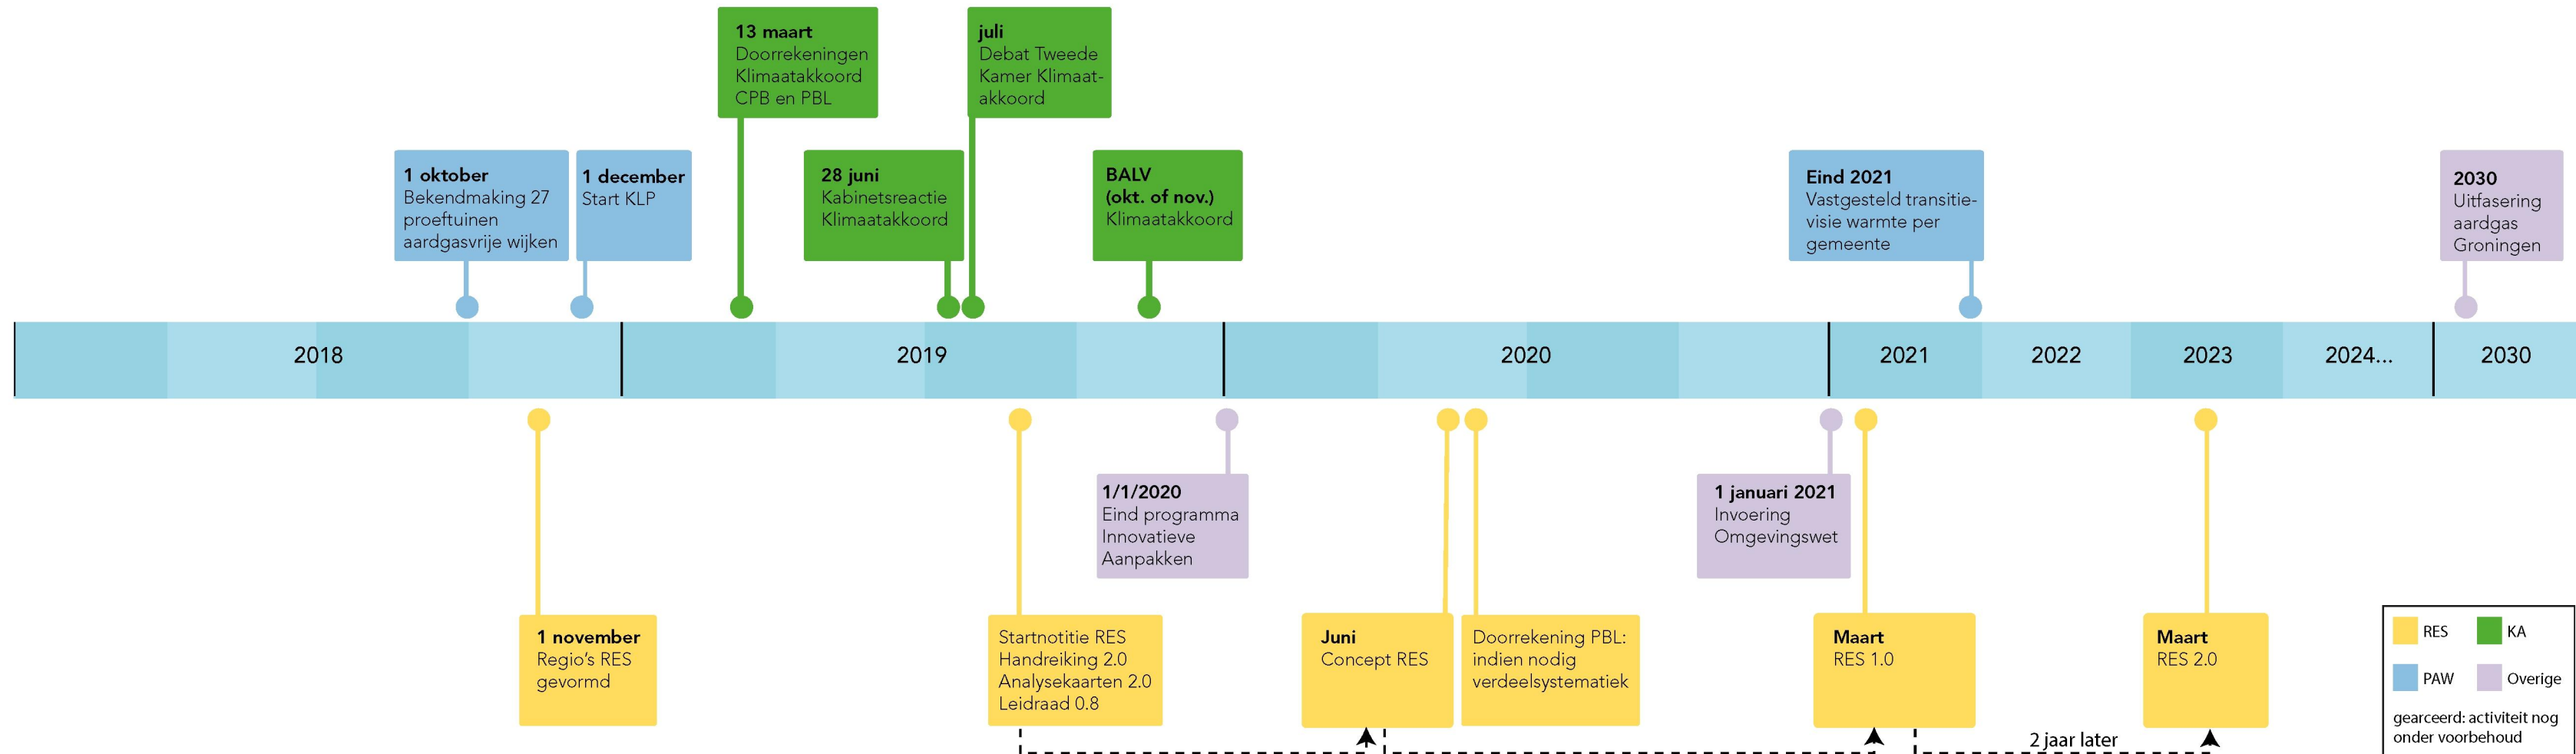 13 maart
Doorrekeningen
Klimaatakkoord
CPB en PBL
juli
Debat Tweede
Kamer Klimaat-
akkoord
1 oktober
Bekendmaking 27
proeftuinen
aardgasvrije wijken
1 december
Start KLP
28 juni
Kabinetsreactie
Klimaatakkoord
BALV
(okt. of nov.)
Klimaatakkoord
Eind 2021
Vastgesteld transitie-
visie warmte per
gemeente
2030
Uitfasering
aardgas
Groningen
2018
2019
2020
2021
2022
2023
2024...
2030
1/1/2020
Eind programma
Innovatieve
Aanpakken
1 januari 2021
Invoering
Omgevingswet
1 november
Regio's RES
gevormd
Startnotitie RES
Handreiking 2.0
Analysekaarten 2.0
Leidraad 0.8
Juni
Concept RES
Doorrekening PBL:
indien nodig
verdeelsystematiek
Maart
RES 1.0
Maart
RES 2.0
2 jaar later
RES
KA
PAW
Overige
gearceerd: activiteit nog
onder voorbehoud